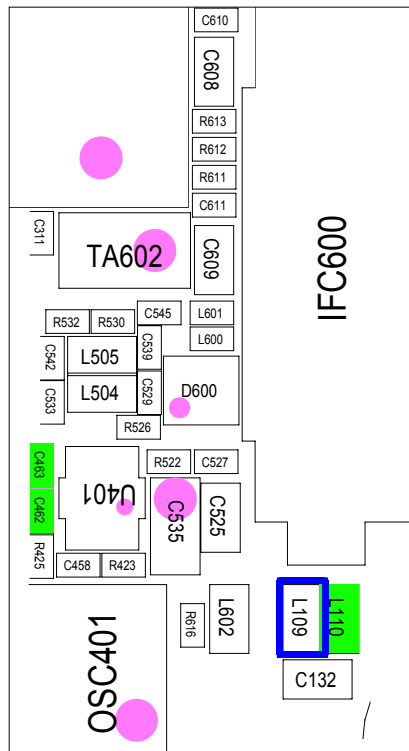 C610
C608
R613
R612
R611
C611
C311
TA602
C609
IFC600
C545
L601
R532
R530
L600
C542
L505
C539
D600
C533
L504
C529
R526
C463
U401
R522
C527
C462
C535
C525
R425
C458
R423
OSC401
R616
L602
L109
L110
C132